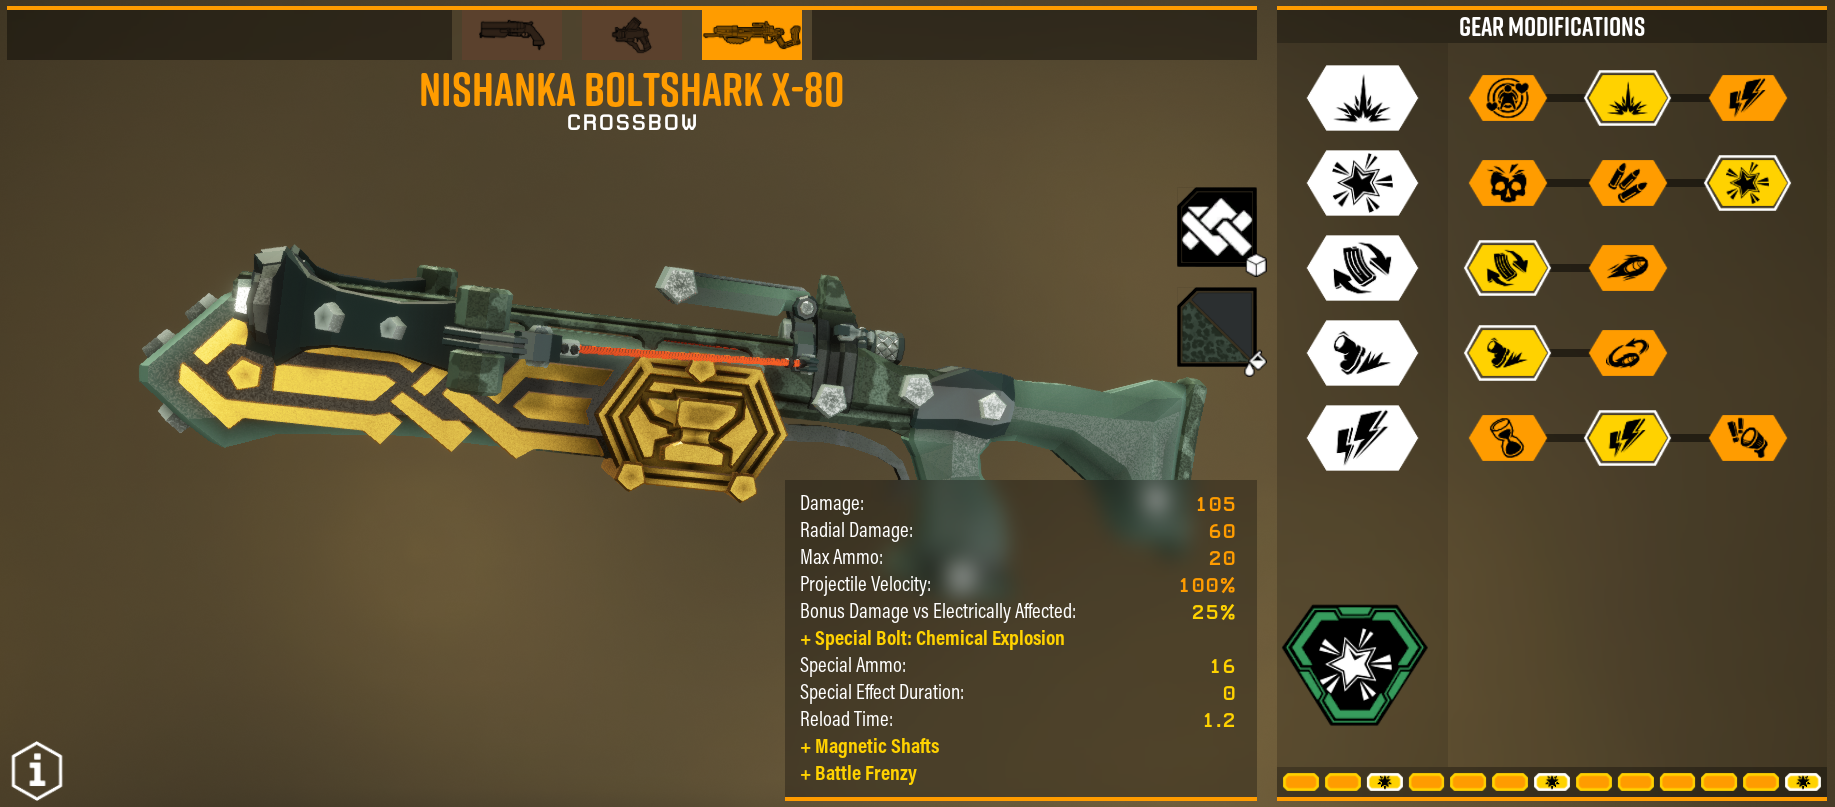 NISHANKA BOLTSHARK X-80
CROSSBOW
GEAR MODIFICATIONS
Damage: 105
Radial Damage: 60
Max Ammo: 20
Projectile Velocity: 100%
Bonus Damage vs Electrically Affected: 25%
+ Special Bolt: Chemical Explosion
Special Ammo: 16
Special Effect Duration: 0
Reload Time: 1.2
+ Magnetic Shafts
+ Battle Frenzy